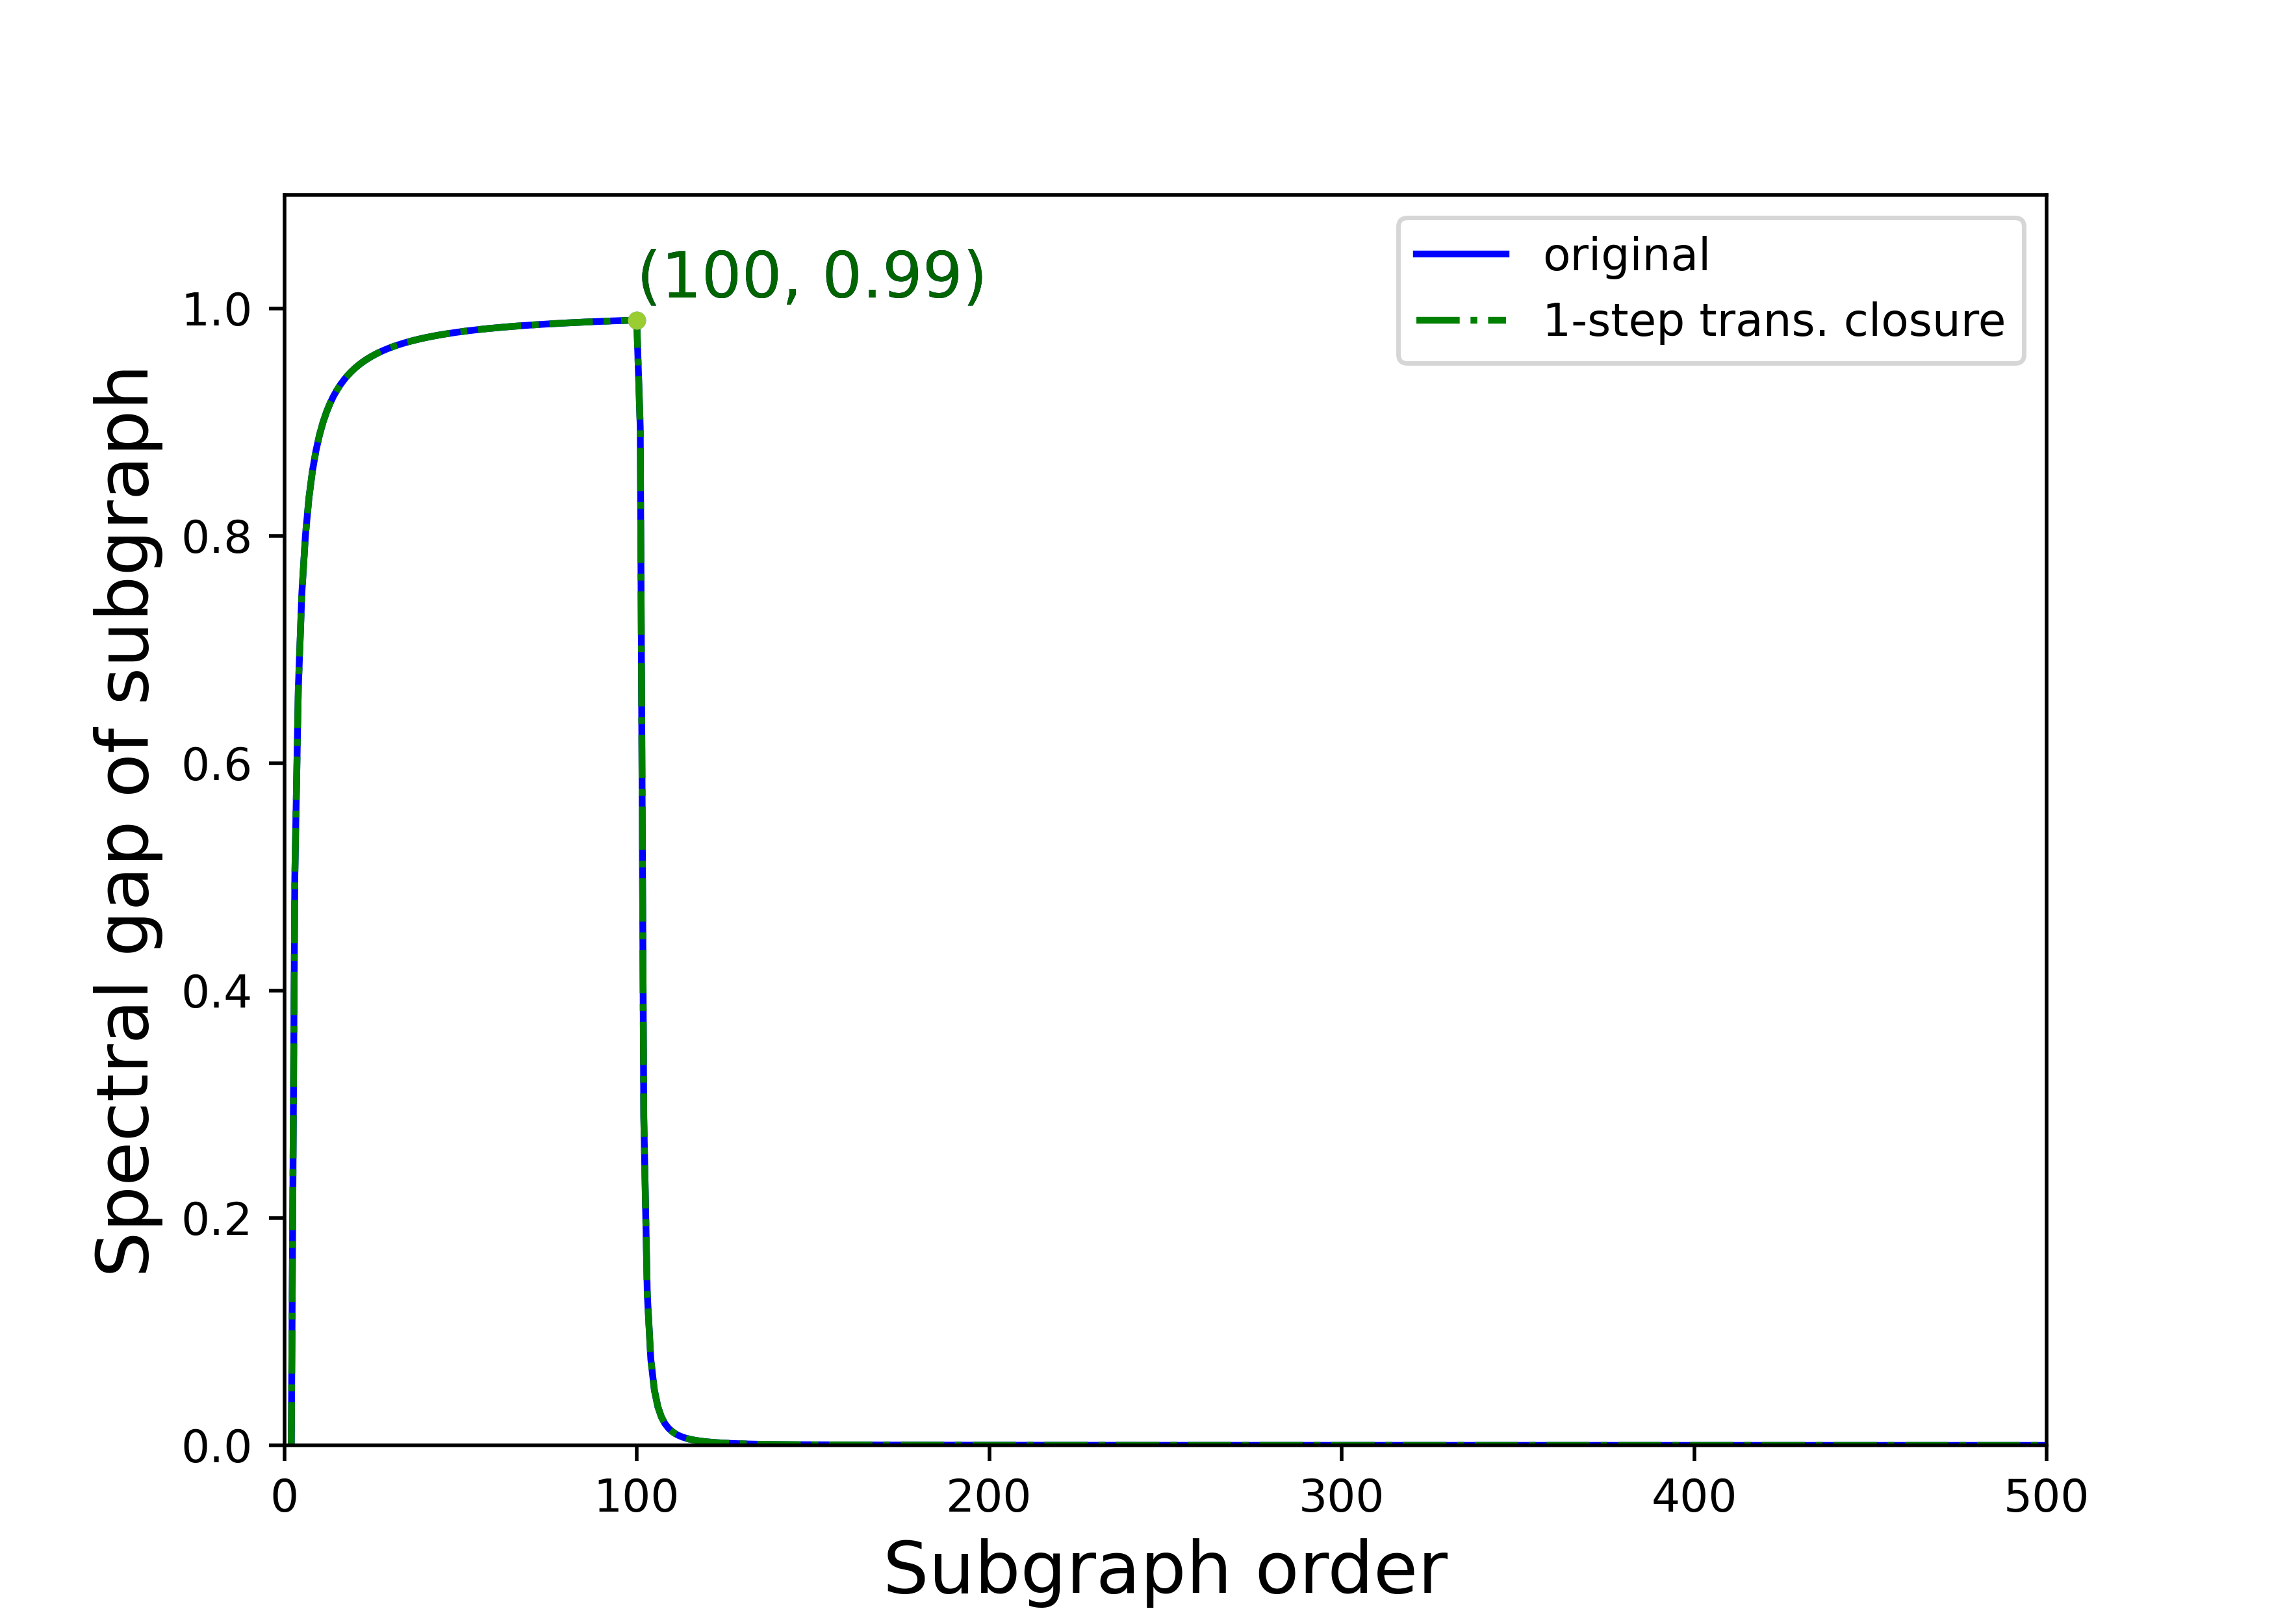 (100, 0.99)
original
1-step trans. closure
Spectral gap of subgraph
1.0
0.8
0.6
0.4
0.2
0.0
0 100 200 300 400 500
Subgraph order